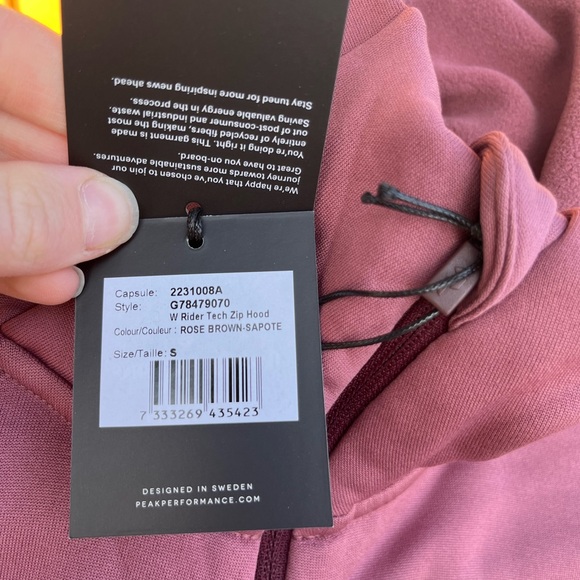 We're happy that you've chosen to join our
journey towards more sustainable adventures.
Great to have you on-board.
You're doing it right. This garment is made
entirely of recycled fibers, making the most
out of post-consumer and industrial waste.
Saving valuable energy in the process.
Stay tuned for more inspiring news ahead.
Capsule: 2231008A
Style: G78479070
W Rider Tech Zip Hood
Colour/Couleur : ROSE BROWN-SAPOTE
Size/Taille: S
7 333269 435423
DESIGNED IN SWEDEN
PEAKPERFORMANCE.COM